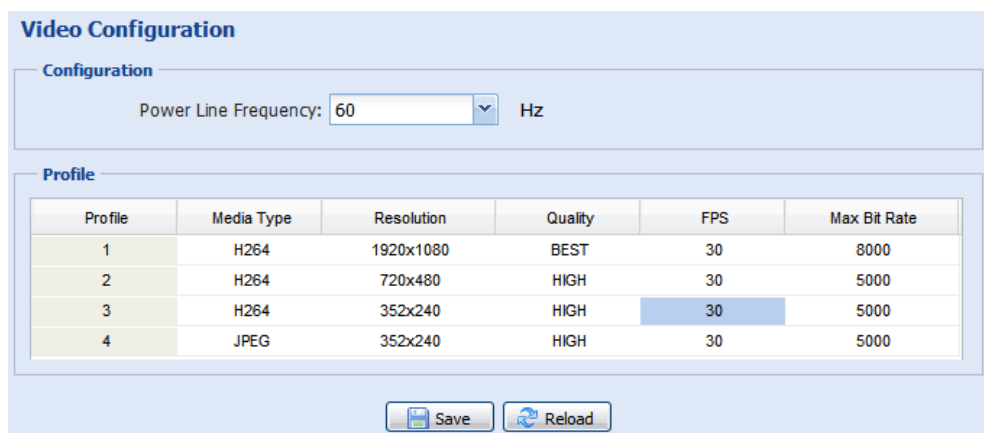 Video Configuration
Configuration
Power Line Frequency: 60 Hz
Profile
Profile Media Type Resolution Quality FPS Max Bit Rate
1 H264 1920x1080 BEST 30 8000
2 H264 720x480 HIGH 30 5000
3 H264 352x240 HIGH 30 5000
4 JPEG 352x240 HIGH 30 5000
Save Reload